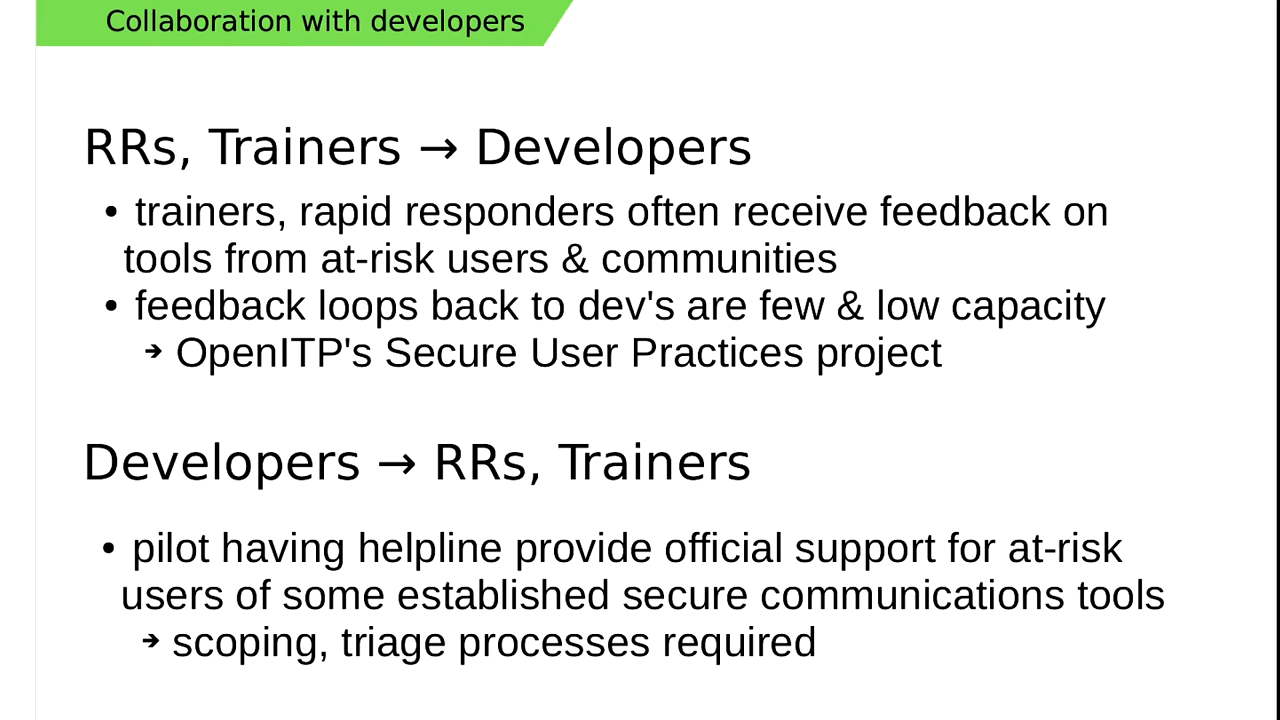 Collaboration with developers
RRs, Trainers → Developers
• trainers, rapid responders often receive feedback on
tools from at-risk users & communities
• feedback loops back to dev's are few & low capacity
➔ OpenITP's Secure User Practices project
Developers → RRs, Trainers
• pilot having helpline provide official support for at-risk
users of some established secure communications tools
➔ scoping, triage processes required